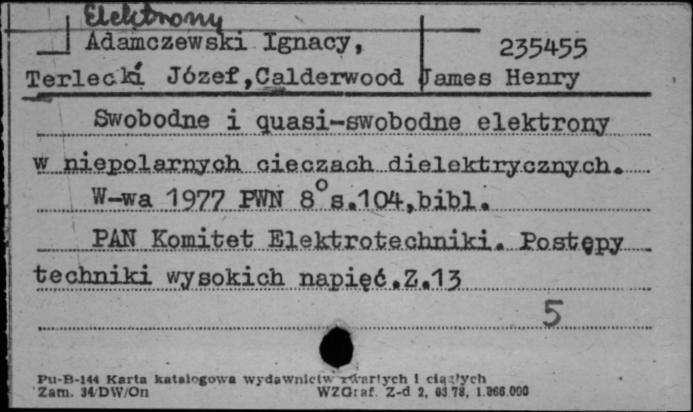 Elektrony
Adamczewski Ignacy,
235455
Terlecki Józef,Calderwood James Henry
Swobodne i quasi-swobodne elektrony
w niepolarnych cieczach dielektrycznych.
W-wa 1977 PWN 8° s.104,bibl.
PAN Komitet Elektrotechniki. Postępy
techniki wysokich napięć.Z.13
5
Pu-B-144 Karta katalogowa wydawnictw zwartych i ciągłych
Zam. 34/DW/On WZGraf. Z-d 2, 03.78, 1.866.000